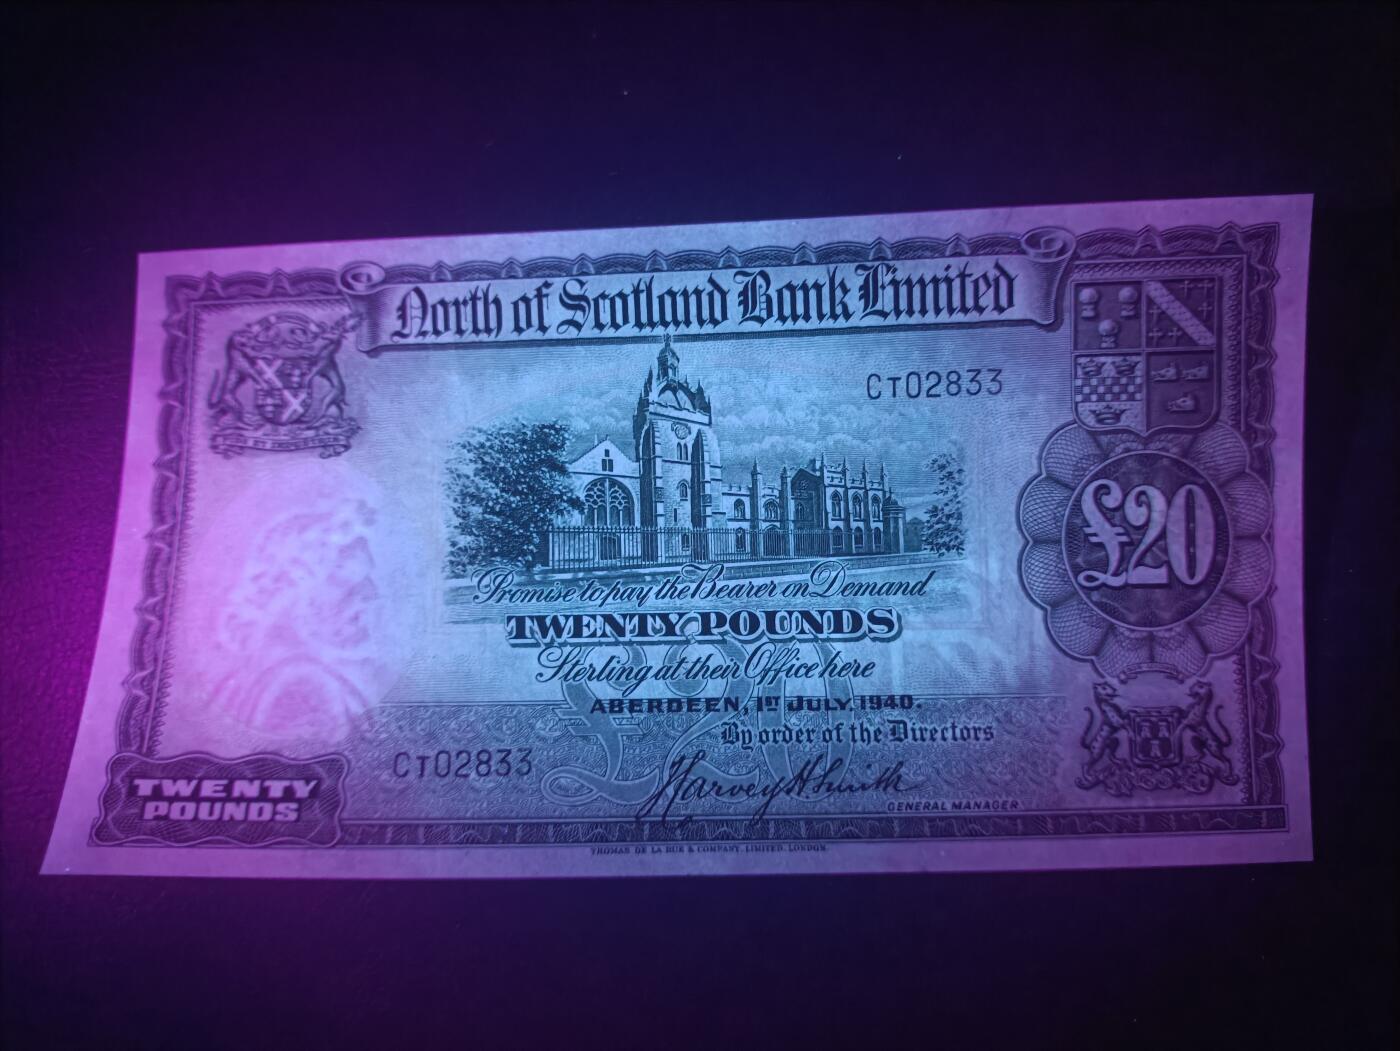 North of Scotland Bank Limited
CT02833
£20
Promise to pay the Bearer on Demand
TWENTY POUNDS
Sterling at their Office here
£20
ABERDEEN, 1ST JULY, 1940.
By order of the Directors
CT02833
Harvey H Smith
GENERAL MANAGER
TWENTY
POUNDS
THOMAS DE LA RUE & COMPANY, LIMITED, LONDON.